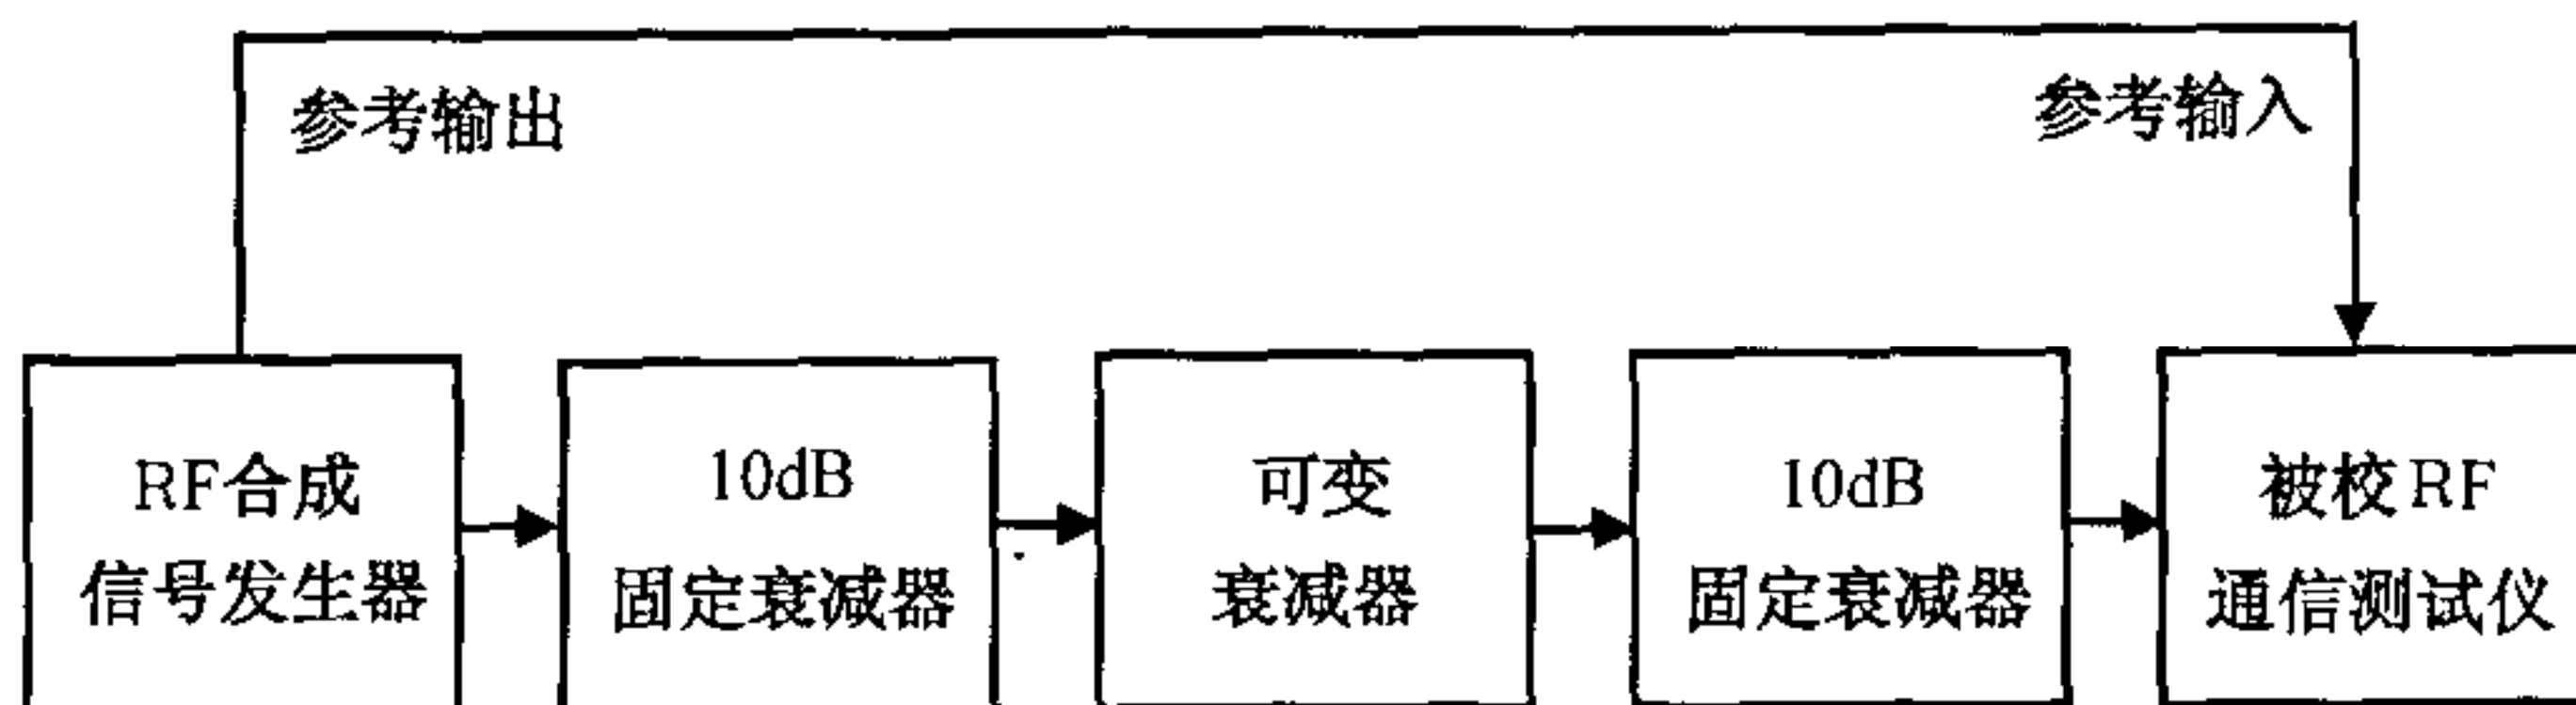 参考输出
参考输入
RF合成
信号发生器
10dB
固定衰减器
可变
衰减器
10dB
固定衰减器
被校RF
通信测试仪